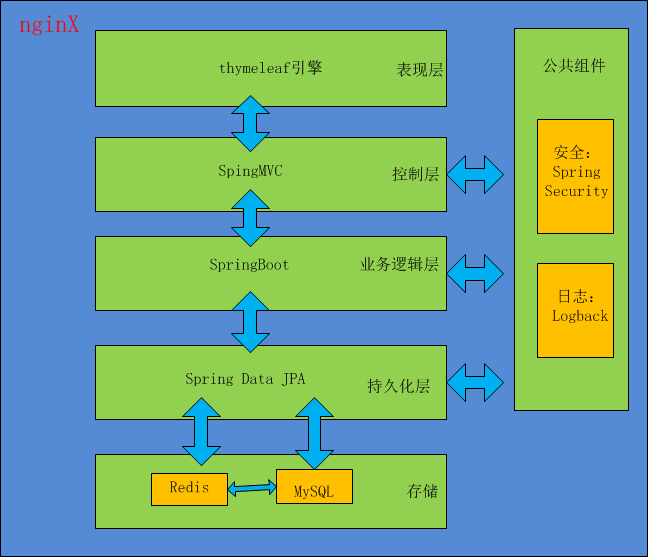 nginX
thymeleaf引擎
表现层
公共组件
SpingMVC
控制层
安全：
Spring
Security
SpringBoot
业务逻辑层
日志：
Logback
Spring Data JPA
持久化层
Redis
MySQL
存储